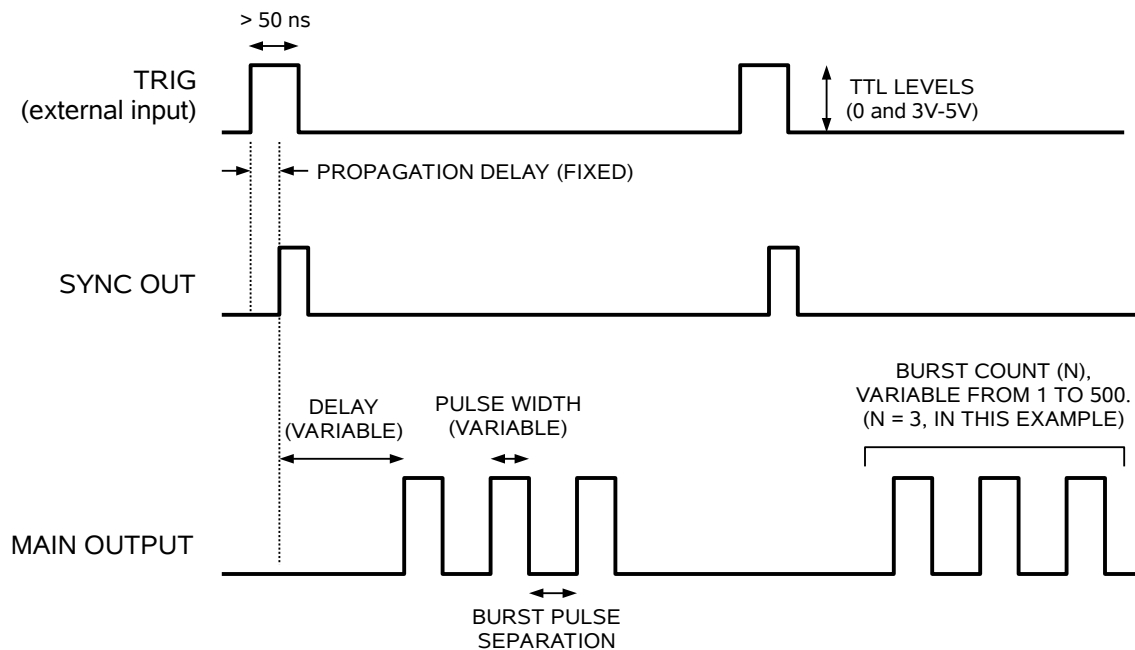 > 50 ns
TRIG
(external input)
TTL LEVELS
(0 and 3V-5V)
PROPAGATION DELAY (FIXED)
SYNC OUT
BURST COUNT (N),
VARIABLE FROM 1 TO 500.
(N = 3, IN THIS EXAMPLE)
DELAY
(VARIABLE)
PULSE WIDTH
(VARIABLE)
MAIN OUTPUT
BURST PULSE
SEPARATION